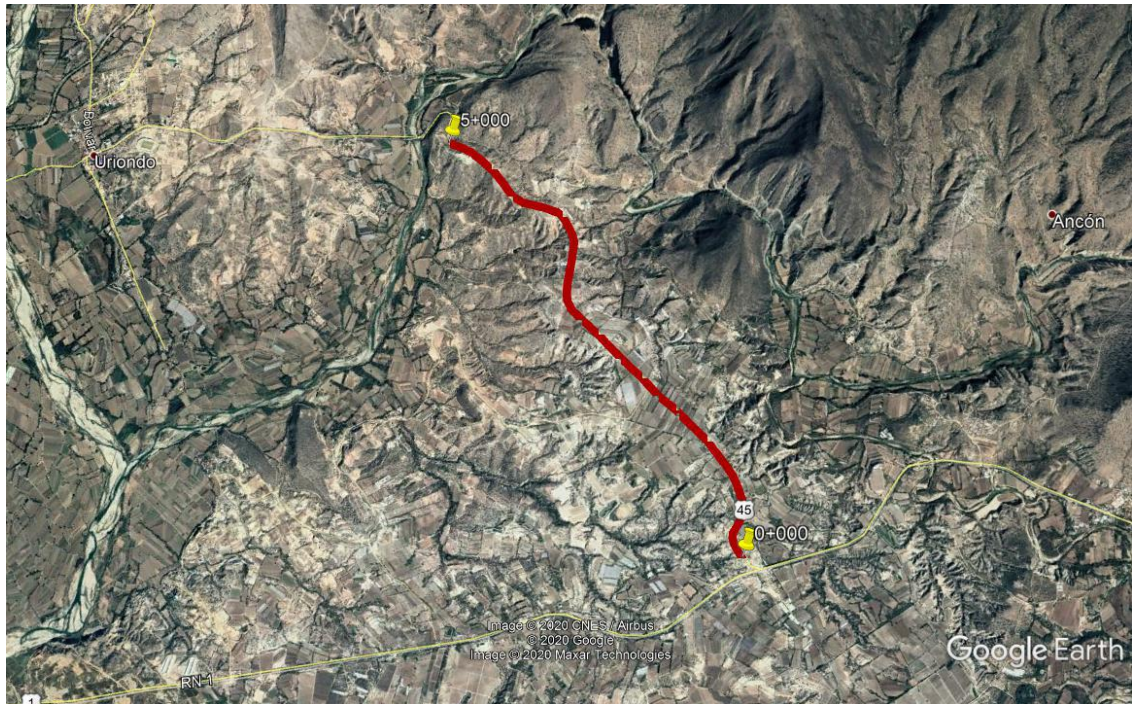 5+000
Bolivar
Uriondo
Ancón
45
0+000
Image © 2020 CNES / Airbus
© 2020 Google
Image © 2020 Maxar Technologies
Google Earth
RN 1
1